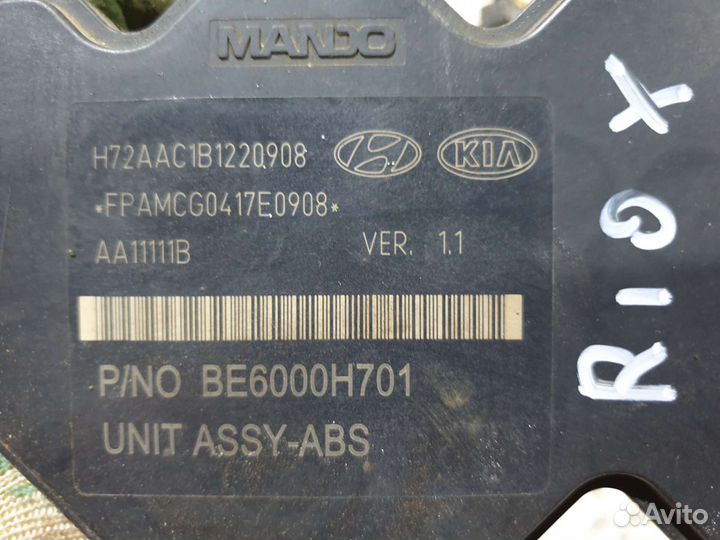 MANDO
H72AAC1B1220908
KIA
*FPAMCG0417E0908*
AA11111B VER. 1.1
P/NO BE6000H701
UNIT ASSY-ABS
RIO X
Avito